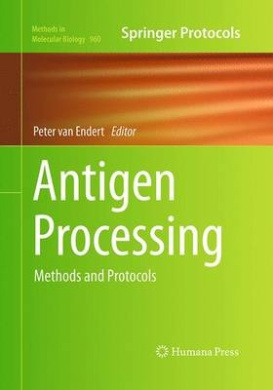 Methods in
Molecular Biology 960
Springer Protocols
Peter van Endert Editor
Antigen
Processing
Methods and Protocols
Humana Press